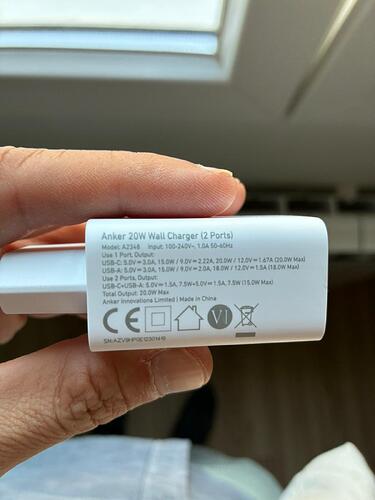 Anker 20W Wall Charger (2 Ports)
Model: A2348 Input: 100-240V~, 1.0A 50-60Hz
Use 1 Port, Output:
USB-C: 5.0V⎓3.0A, 15.0W / 9.0V⎓2.22A, 20.0W / 12.0V⎓1.67A (20.0W Max)
USB-A: 5.0V⎓3.0A, 15.0W / 9.0V⎓2.0A, 18.0W / 12.0V⎓1.5A (18.0W Max)
Use 2 Ports, Output:
USB-C+USB-A: 5.0V⎓1.5A, 7.5W+5.0V⎓1.5A, 7.5W (15.0W Max)
Total Output: 20.0W Max
Anker Innovations Limited | Made in China
CE VI